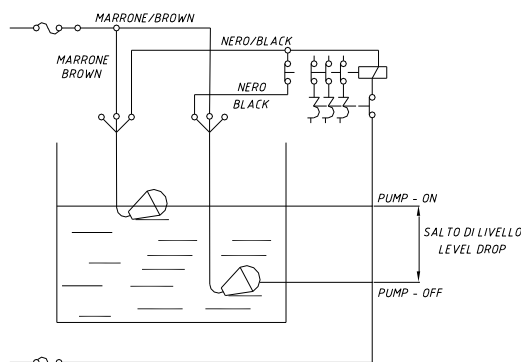 MARRONE/BROWN
NERO/BLACK
MARRONE
BROWN
NERO
BLACK
PUMP - ON
SALTO DI LIVELLO
LEVEL DROP
PUMP - OFF